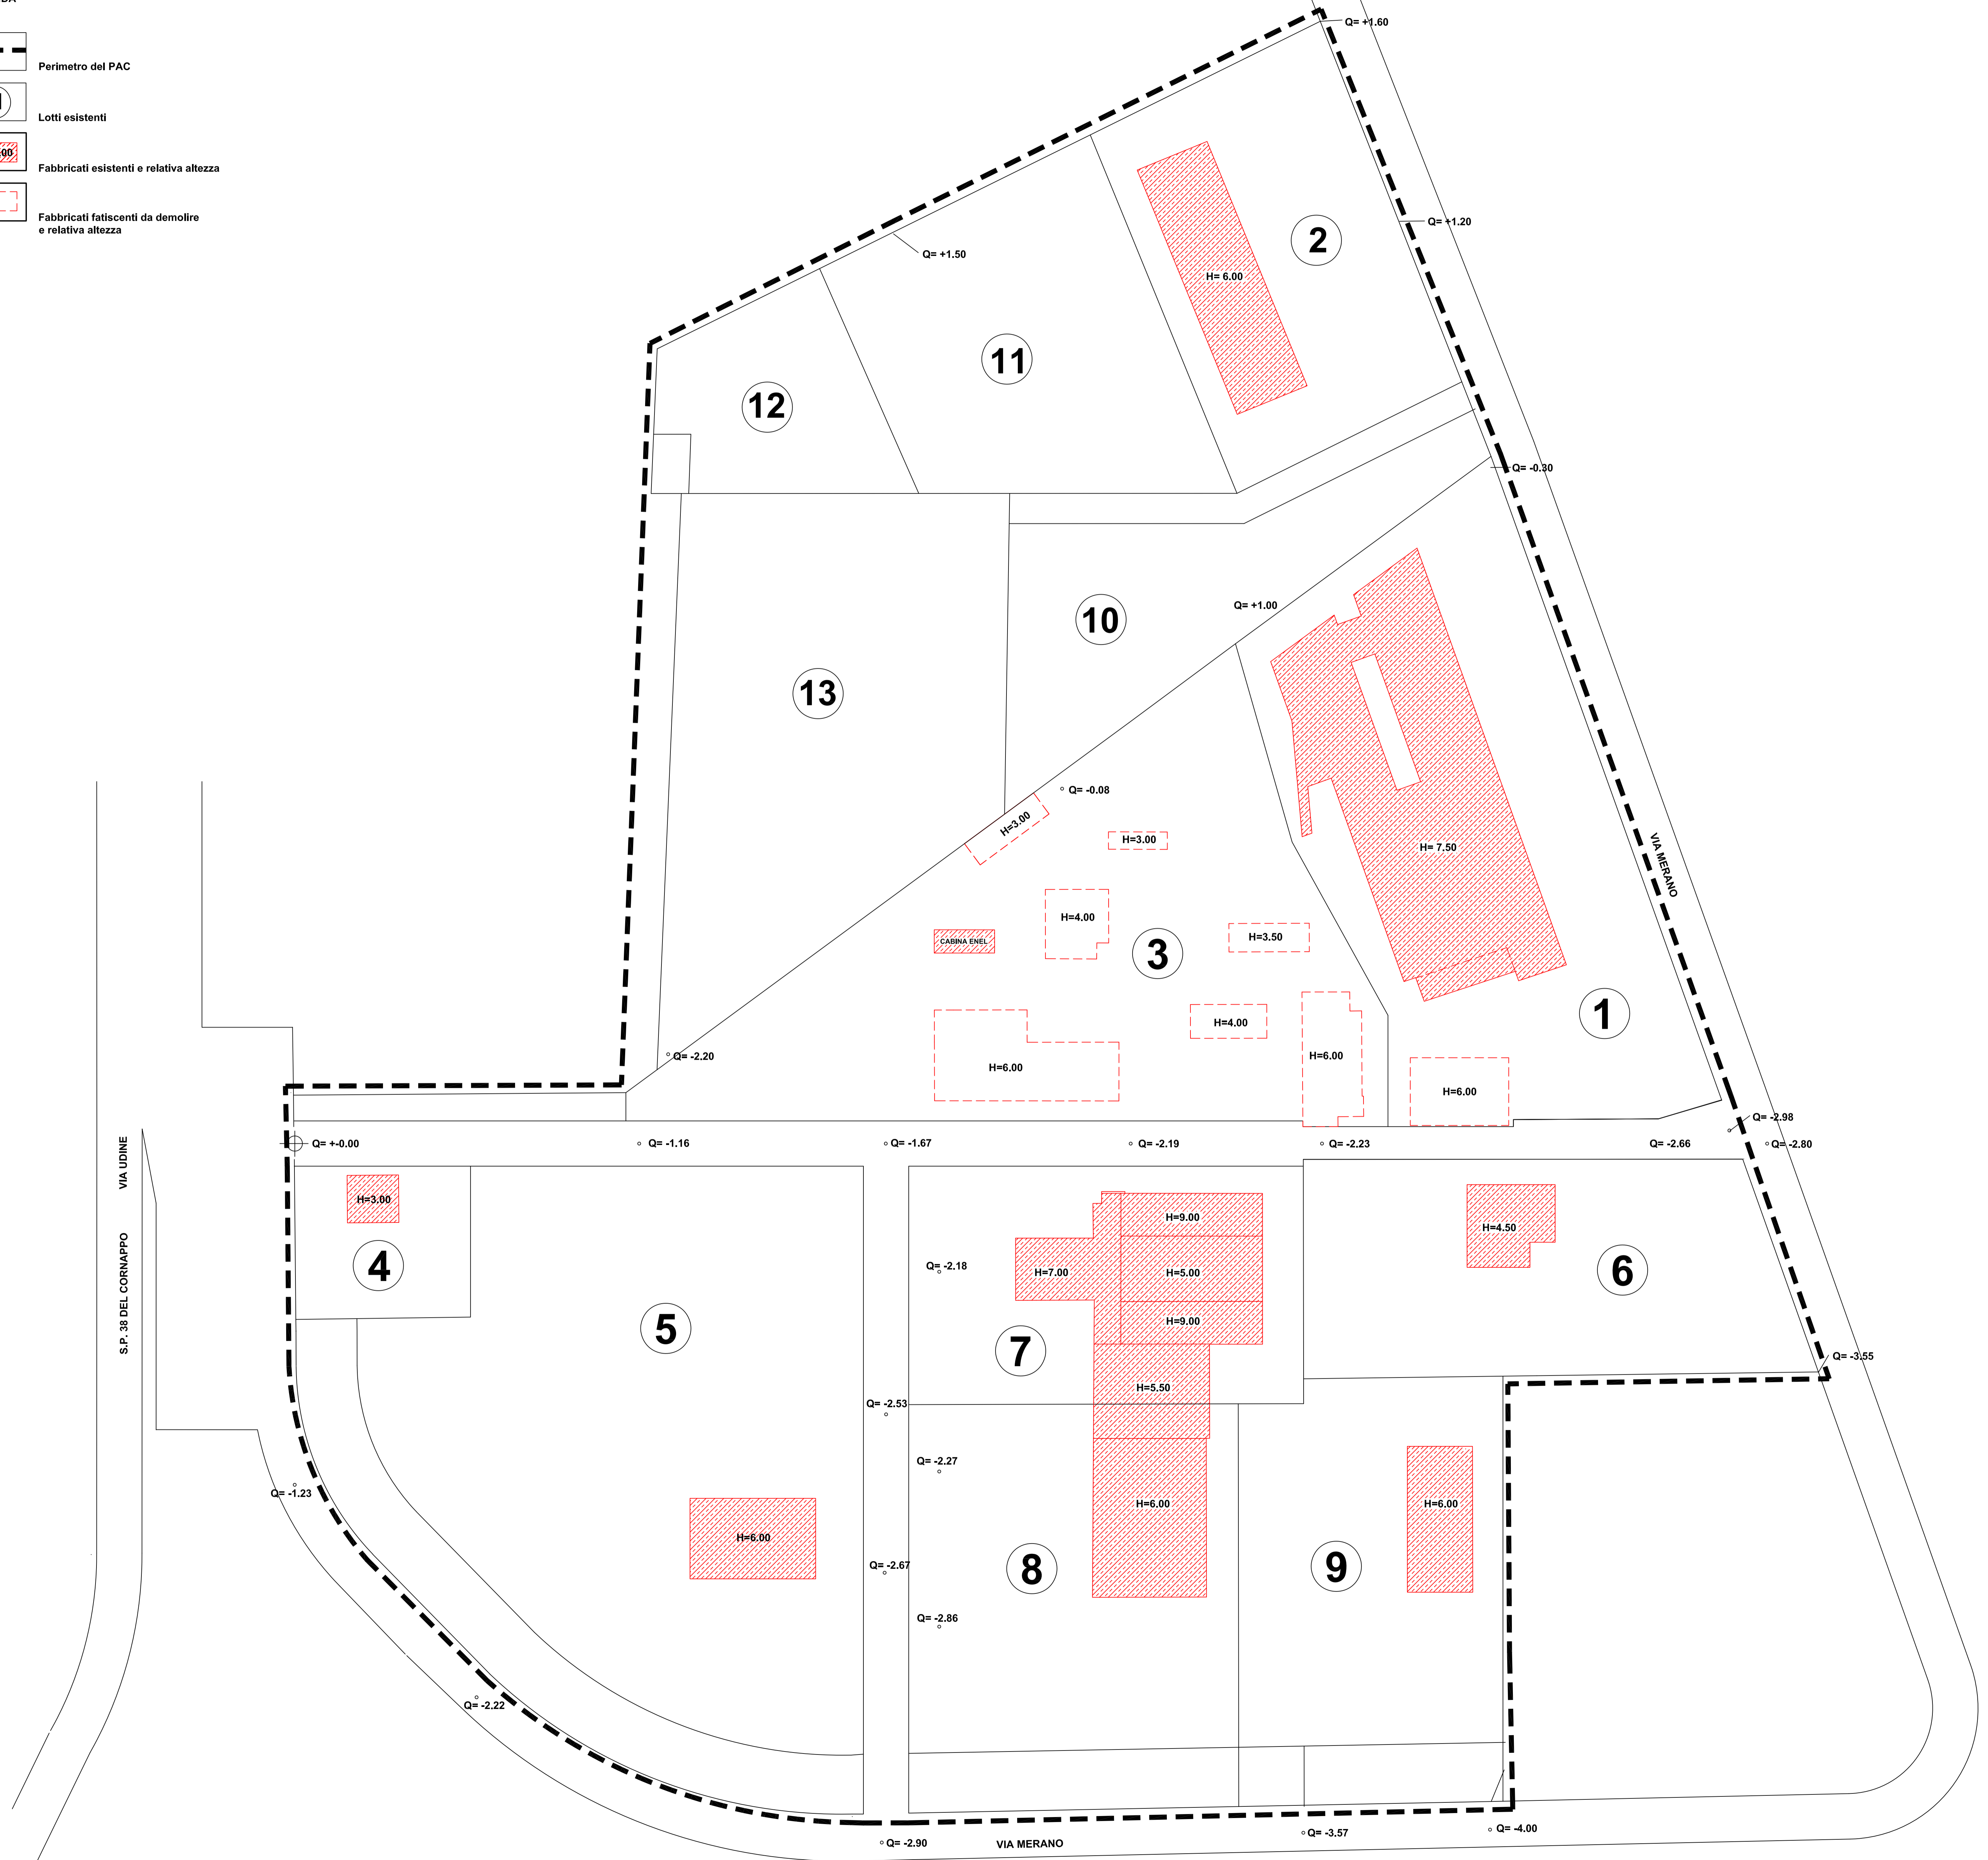 Perimetro del PAC
Lotti esistenti
Fabbricati esistenti e relativa altezza
Fabbricati fatiscenti da demolire
e relativa altezza
Q= +1.60
Q= +1.20
2
Q= +1.50
H= 6.00
11
12
Q= -0.30
Q= +1.00
10
13
Q= -0.08
H=3.00
H=3.00
H= 7.50
VIA MERANO
H=4.00
H=3.50
CABINA ENEL
3
1
H=4.00
Q= -2.20
H=6.00
H=6.00
H=6.00
Q= -2.98
Q= +-0.00
Q= -1.16
Q= -1.67
Q= -2.19
Q= -2.23
Q= -2.66
Q= -2.80
VIA UDINE
S.P. 38 DEL CORNAPPO
H=3.00
H=9.00
H=4.50
4
Q= -2.18
H=7.00
H=5.00
6
H=9.00
5
7
Q= -3.55
H=5.50
Q= -2.53
Q= -2.27
Q= -1.23
H=6.00
H=6.00
H=6.00
Q= -2.67
8
9
Q= -2.86
Q= -2.22
Q= -2.90
VIA MERANO
Q= -3.57
Q= -4.00